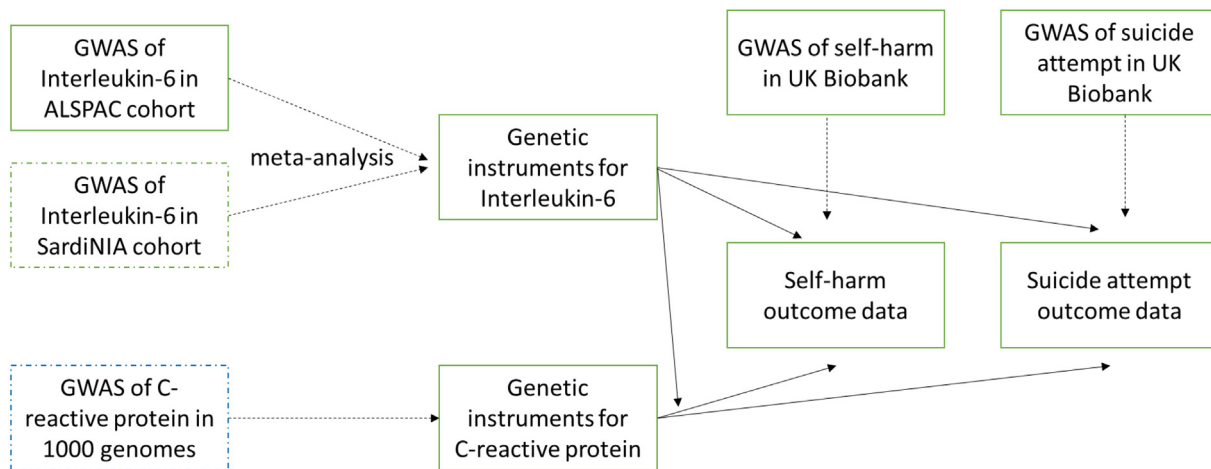 GWAS of
Interleukin-6 in
ALSPAC cohort
GWAS of self-harm
in UK Biobank
GWAS of suicide
attempt in UK
Biobank
meta-analysis
Genetic
instruments for
Interleukin-6
GWAS of
Interleukin-6 in
SardiNIA cohort
Self-harm
outcome data
Suicide attempt
outcome data
GWAS of C-
reactive protein in
1000 genomes
Genetic
instruments for
C-reactive protein